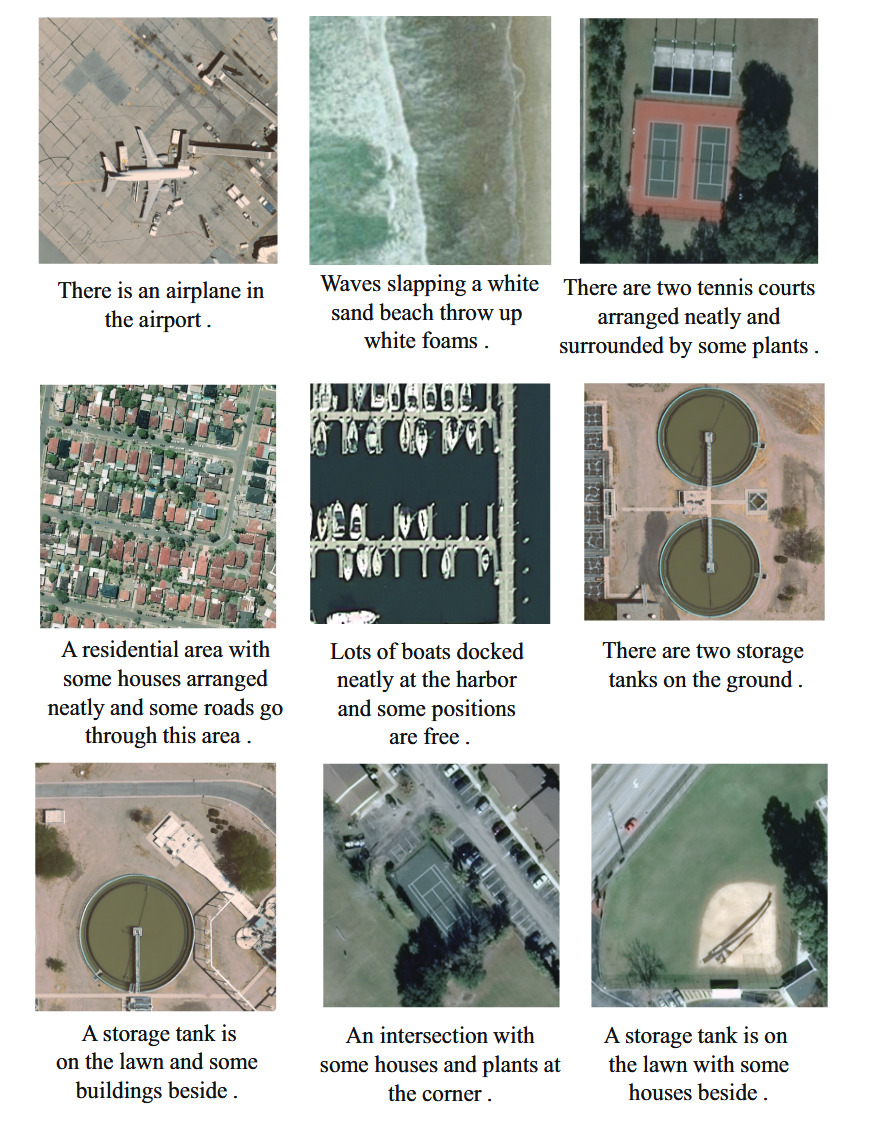 There is an airplane in
the airport .
Waves slapping a white
sand beach throw up
white foams .
There are two tennis courts
arranged neatly and
surrounded by some plants .
A residential area with
some houses arranged
neatly and some roads go
through this area .
Lots of boats docked
neatly at the harbor
and some positions
are free .
There are two storage
tanks on the ground .
A storage tank is
on the lawn and some
buildings beside .
An intersection with
some houses and plants at
the corner .
A storage tank is on
the lawn with some
houses beside .